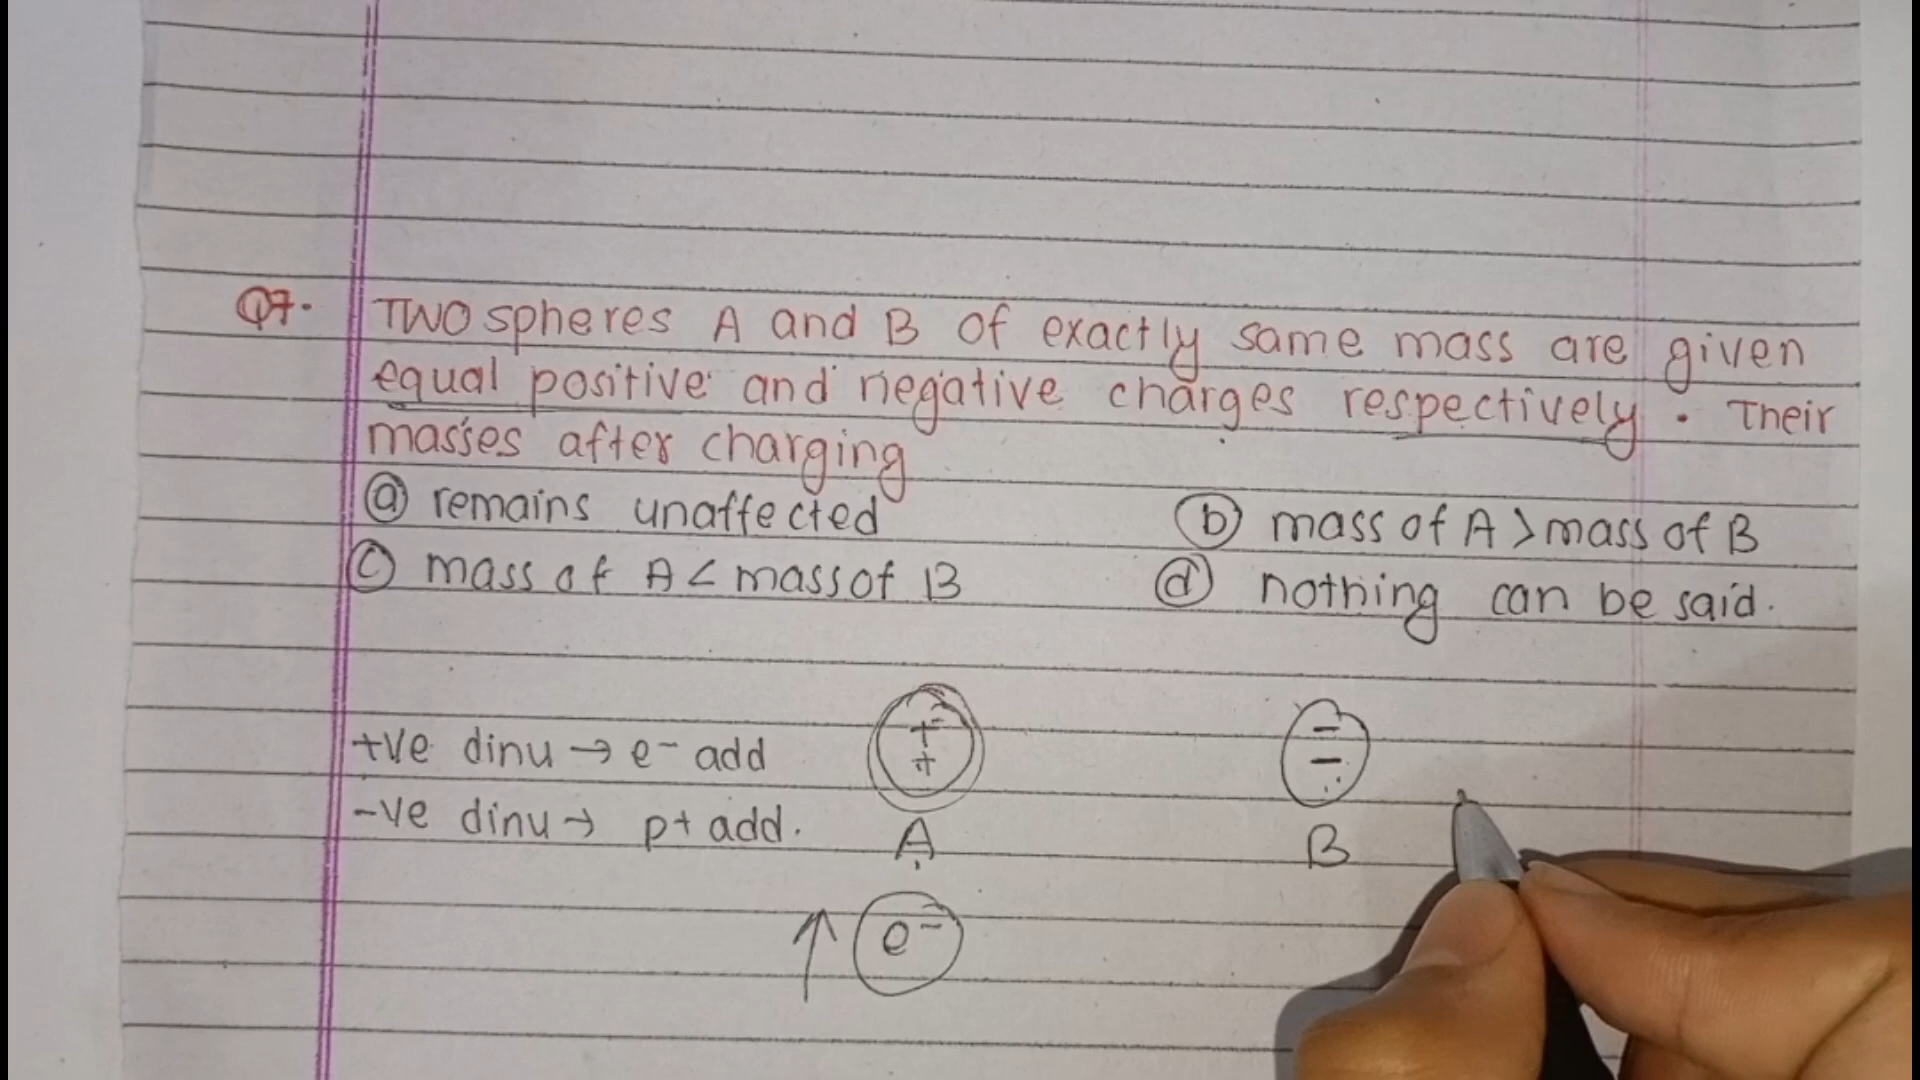 Q7. Two spheres A and B of exactly same mass are given
equal positive and negative charges respectively. Their
masses after charging
(a) remains unaffected (b) mass of A > mass of B
(c) mass of A < mass of B (d) nothing can be said.
+ve dinu → e- add
-ve dinu → p+ add.
+ +
- -
A B
↑ e-